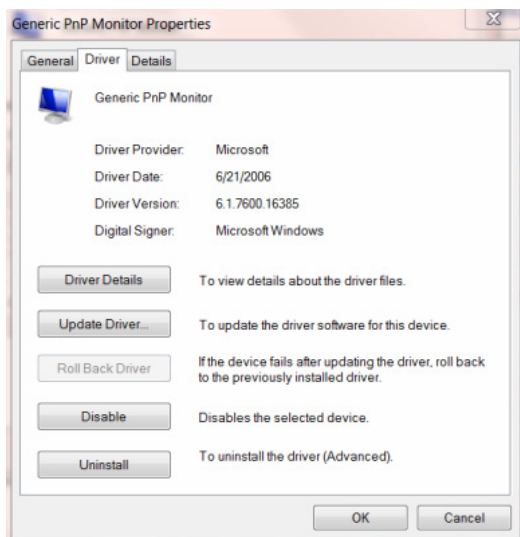 Generic PnP Monitor Properties
General Driver Details
Generic PnP Monitor
Driver Provider: Microsoft
Driver Date: 6/21/2006
Driver Version: 6.1.7600.16385
Digital Signer: Microsoft Windows
Driver Details To view details about the driver files.
Update Driver... To update the driver software for this device.
Roll Back Driver If the device fails after updating the driver, roll back
to the previously installed driver.
Disable Disables the selected device.
Uninstall To uninstall the driver (Advanced).
OK Cancel